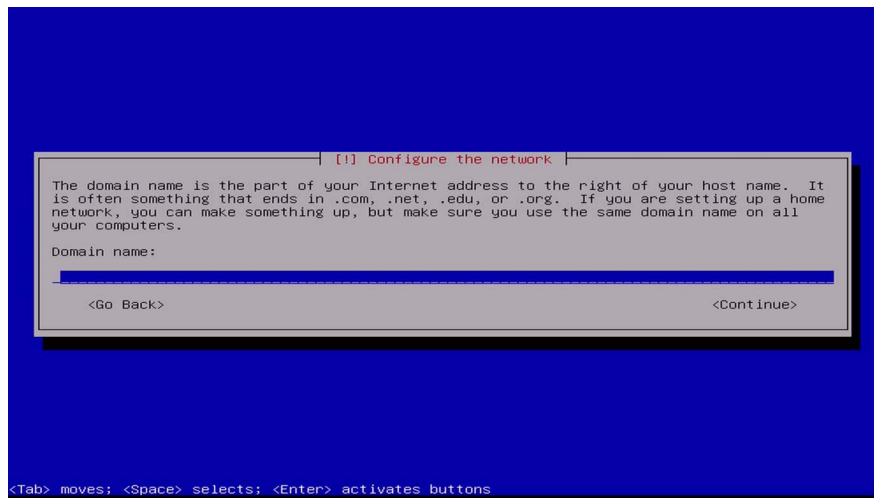 [!] Configure the network
The domain name is the part of your Internet address to the right of your host name.  It
is often something that ends in .com, .net, .edu, or .org.  If you are setting up a home
network, you can make something up, but make sure you use the same domain name on all
your computers.
Domain name:
<Go Back> <Continue>
<Tab> moves; <Space> selects; <Enter> activates buttons